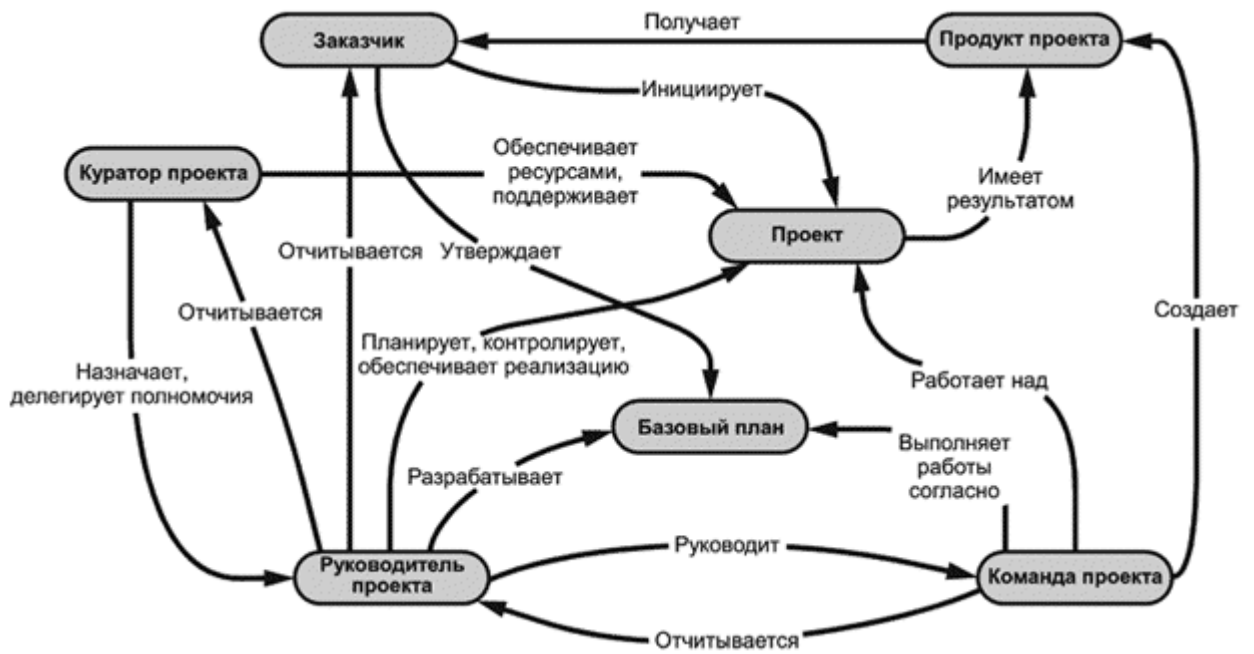 Получает
Заказчик
Продукт проекта
Инициирует
Обеспечивает
ресурсами,
поддерживает
Куратор проекта
Имеет
результатом
Проект
Отчитывается
Утверждает
Отчитывается
Создает
Планирует, контролирует,
обеспечивает реализацию
Назначает,
делегирует полномочия
Работает над
Базовый план
Выполняет
работы
согласно
Разрабатывает
Руководит
Руководитель
проекта
Команда проекта
Отчитывается